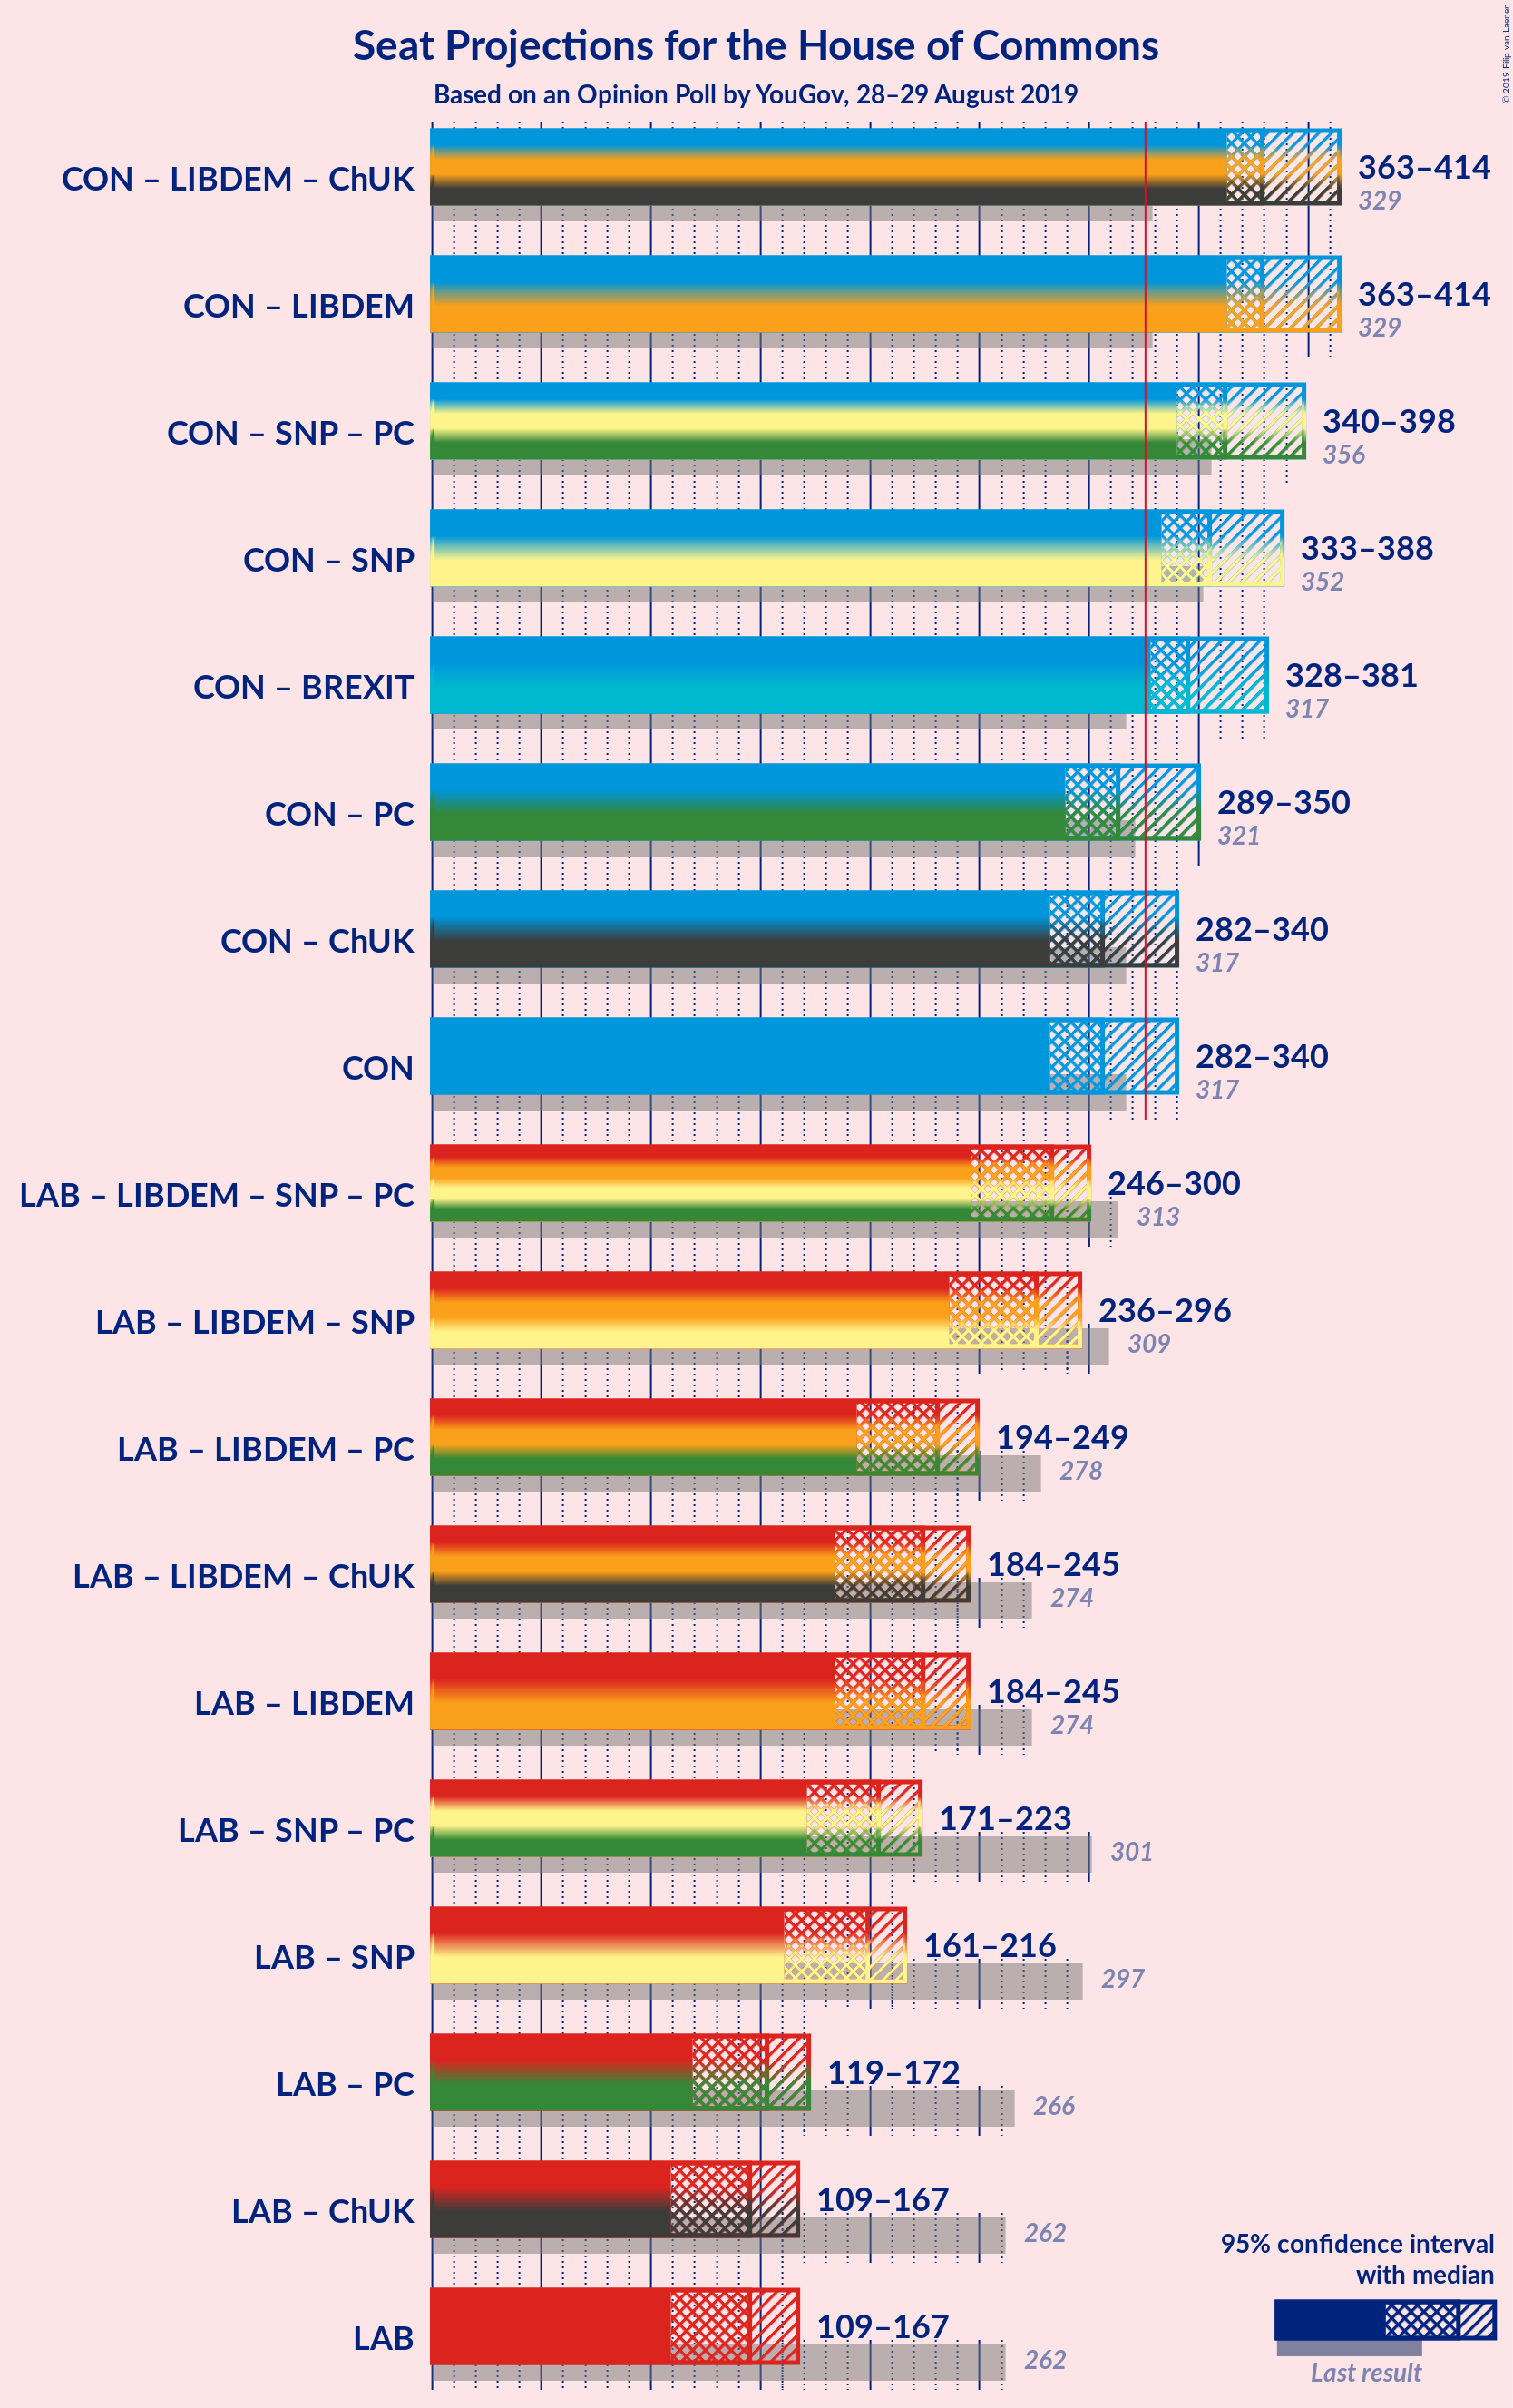 Seat Projections for the House of Commons
Based on an Opinion Poll by YouGov, 28–29 August 2019
© 2019 Filip van Laenen
CON – LIBDEM – ChUK
363–414
329
CON – LIBDEM
363–414
329
CON – SNP – PC
340–398
356
CON – SNP
333–388
352
CON – BREXIT
328–381
317
CON – PC
289–350
321
CON – ChUK
282–340
317
CON
282–340
317
LAB – LIBDEM – SNP – PC
246–300
313
LAB – LIBDEM – SNP
236–296
309
LAB – LIBDEM – PC
194–249
278
LAB – LIBDEM – ChUK
184–245
274
LAB – LIBDEM
184–245
274
LAB – SNP – PC
171–223
301
LAB – SNP
161–216
297
LAB – PC
119–172
266
LAB – ChUK
109–167
262
LAB
109–167
262
95% confidence interval
with median
Last result